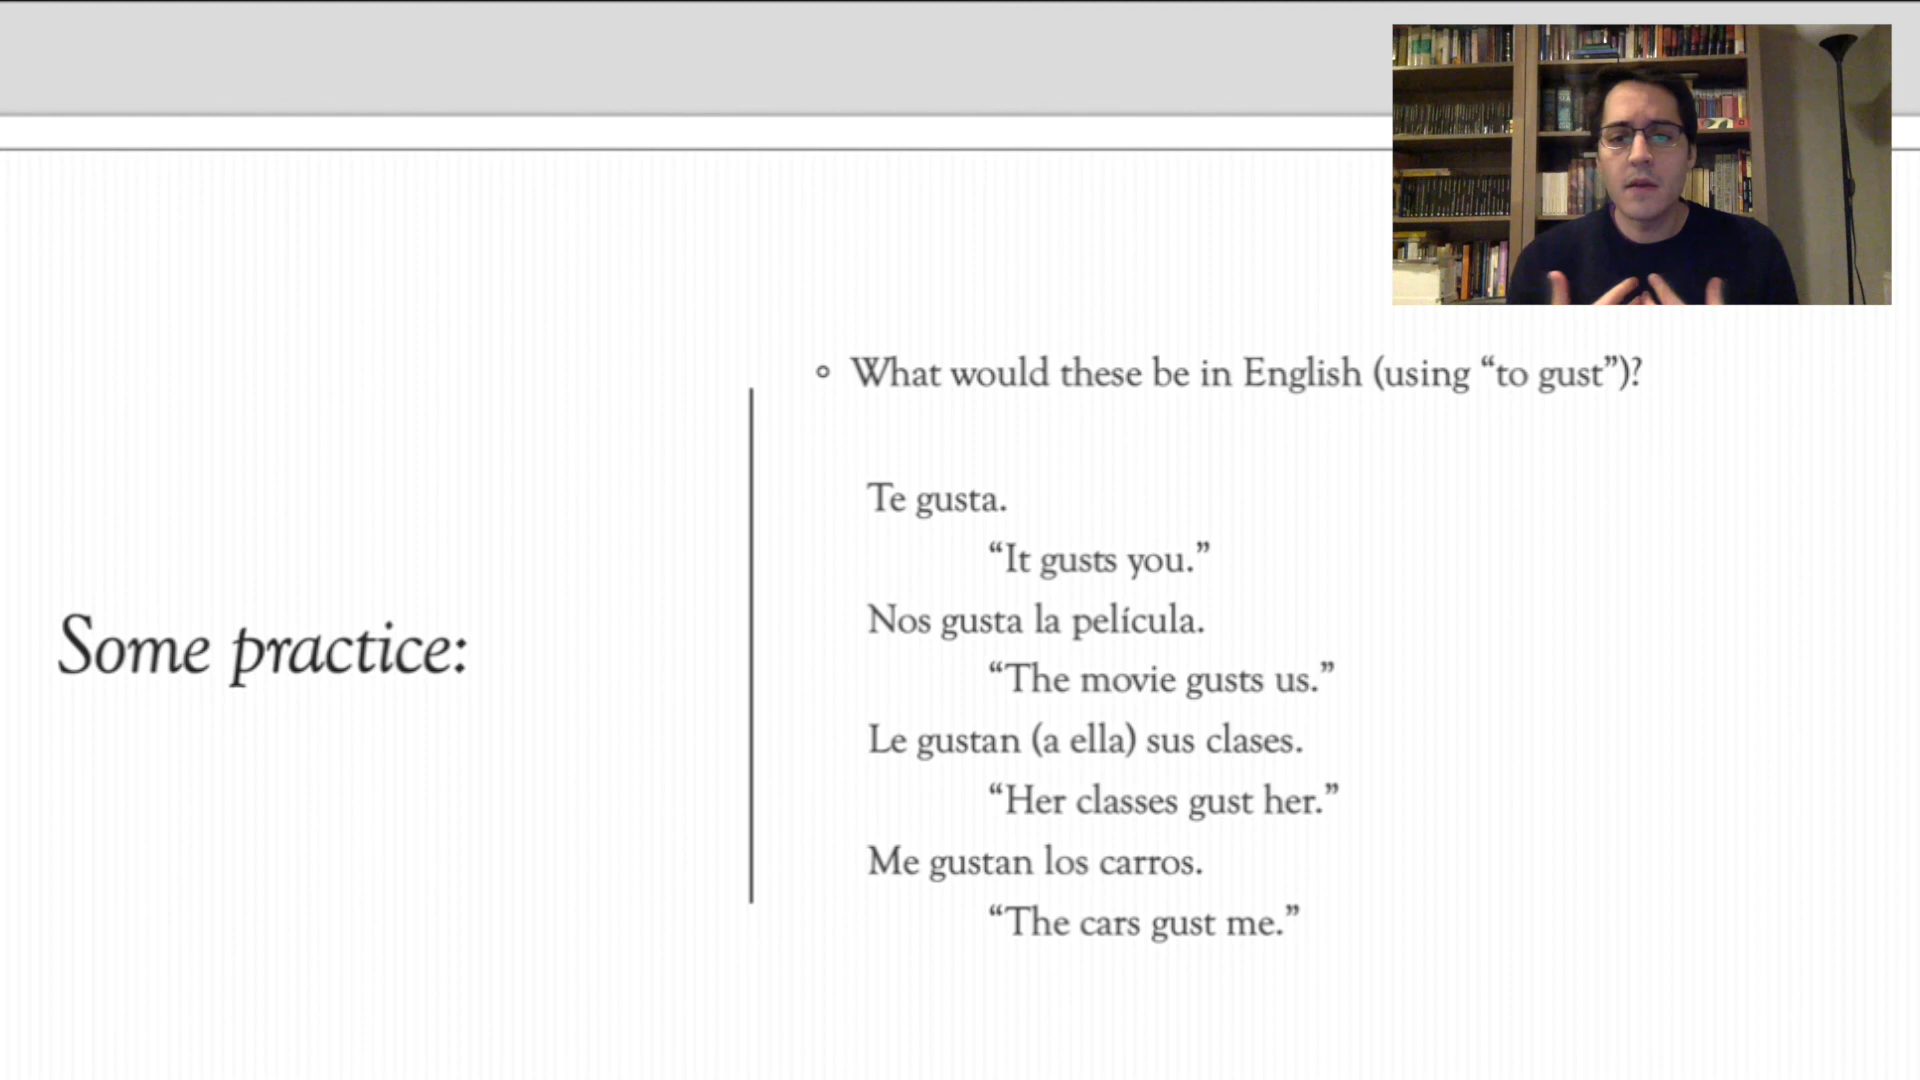 Some practice:
◦ What would these be in English (using “to gust”)?
Te gusta.
“It gusts you.”
Nos gusta la película.
“The movie gusts us.”
Le gustan (a ella) sus clases.
“Her classes gust her.”
Me gustan los carros.
“The cars gust me.”